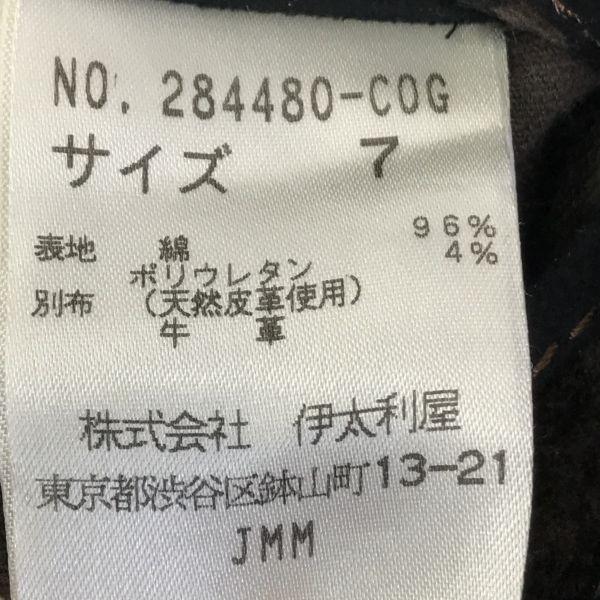 NO. 284480-COG
サイズ 7
表地 綿 96%
ポリウレタン 4%
別布 (天然皮革使用)
牛 革
株式会社 伊太利屋
東京都渋谷区鉢山町13-21
JMM